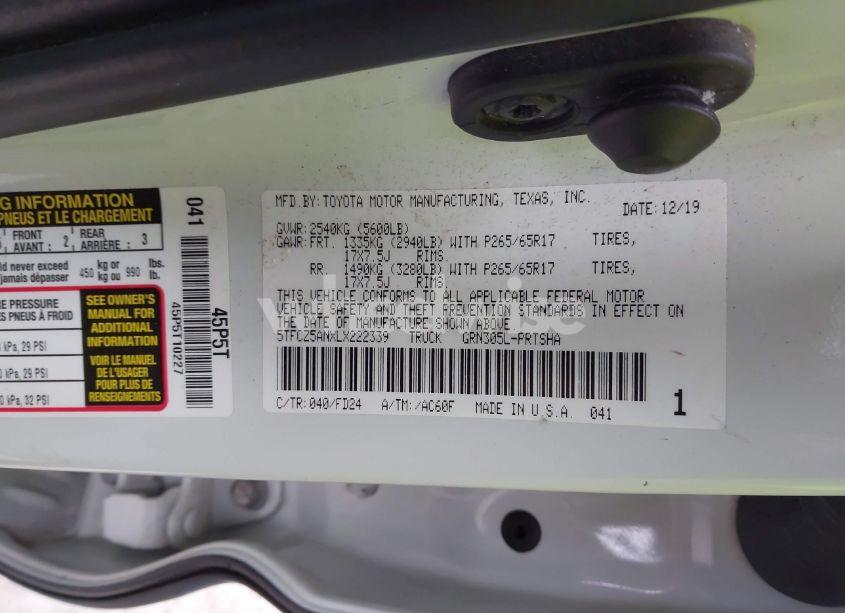 G INFORMATION
PNEUS ET LE CHARGEMENT
FRONT
AVANT : 2
REAR
ARRIÈRE : 3
ld never exceed
jamais dépasser
450 kg or
kg ou 990 lbs.
lb.
RE PRESSURE
ES PNEUS À FROID
kPa, 29 PSI
kPa, 29 PSI
0 kPa, 32 PSI
SEE OWNER'S
MANUAL FOR
ADDITIONAL
INFORMATION
VOIR LE MANUEL
DE L'USAGER
POUR PLUS DE
RENSEIGNEMENTS
041
45P5T
45P5T10227
MFD.BY:TOYOTA MOTOR MANUFACTURING, TEXAS, INC.
DATE:12/19
GVWR:2540KG (5600LB)
GAWR:FRT. 1335KG (2940LB) WITH P265/65R17 TIRES,
17X7.5J RIMS,
RR. 1490KG (3280LB) WITH P265/65R17 TIRES,
17X7.5J RIMS.
THIS VEHICLE CONFORMS TO ALL APPLICABLE FEDERAL MOTOR
VEHICLE SAFETY AND THEFT PREVENTION STANDARDS IN EFFECT ON
THE DATE OF MANUFACTURE SHOWN ABOVE.
5TFCZ5ANXLX222339 TRUCK GRN305L-PRTSHA
C/TR:040/FD24 A/TM:/AC60F MADE IN U.S.A. 041
1